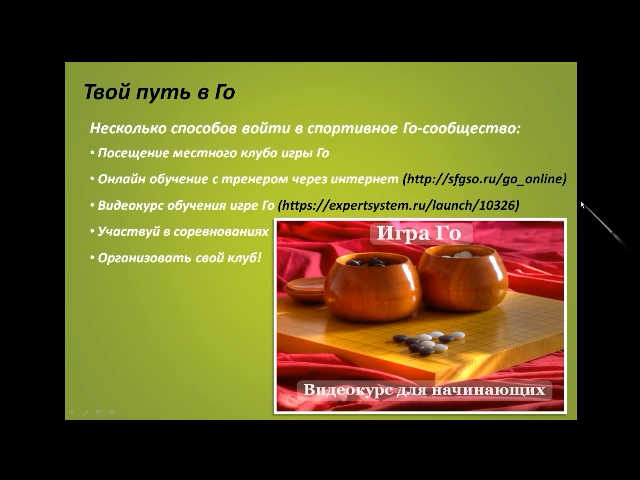 Твой путь в Го
Несколько способов войти в спортивное Го-сообщество:
• Посещение местного клуба игры Го
• Онлайн обучение с тренером через интернет (http://sfgso.ru/go_online)
• Видеокурс обучения игре Го (https://expertsystem.ru/launch/10326)
• Участвуй в соревнованиях
• Организовать свой клуб!
Игра Го
Видеокурс для начинающих